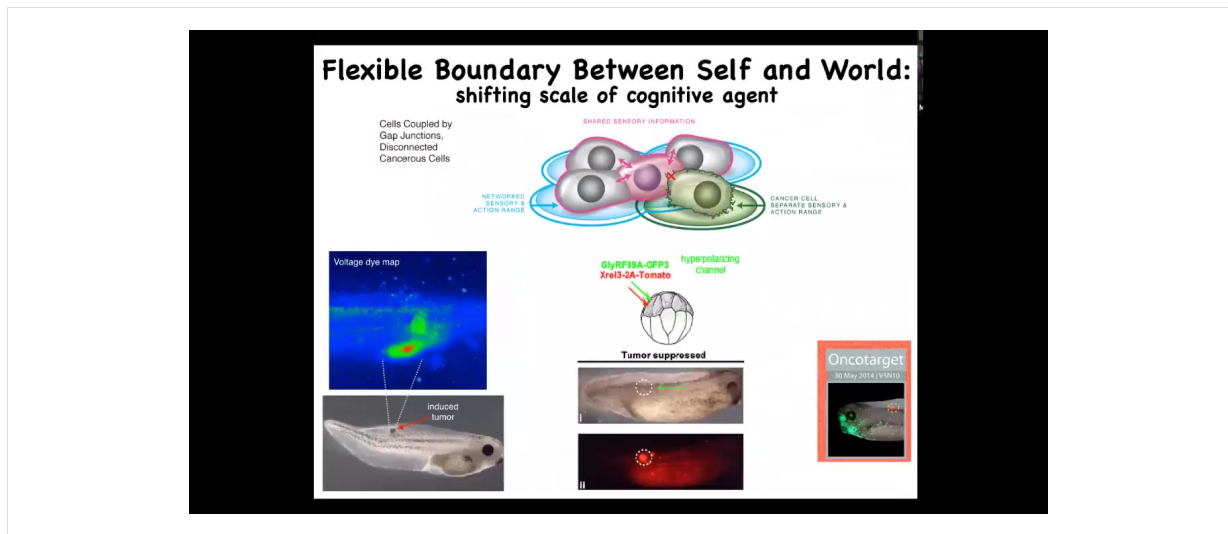 Flexible Boundary Between Self and World:
shifting scale of cognitive agent
Cells Coupled by
Gap Junctions,
Disconnected
Cancerous Cells
SHARED SENSORY INFORMATION
NETWORKED
SENSORY &
ACTION RANGE
CANCER CELL
SEPARATE SENSORY &
ACTION RANGE
Voltage dye map
induced
tumor
GlyRF99A-GFP3
Xrel3-2A-Tomato
hyperpolarizing
channel
Tumor suppressed
i
ii
Oncotarget
30 May 2014 | V5N10